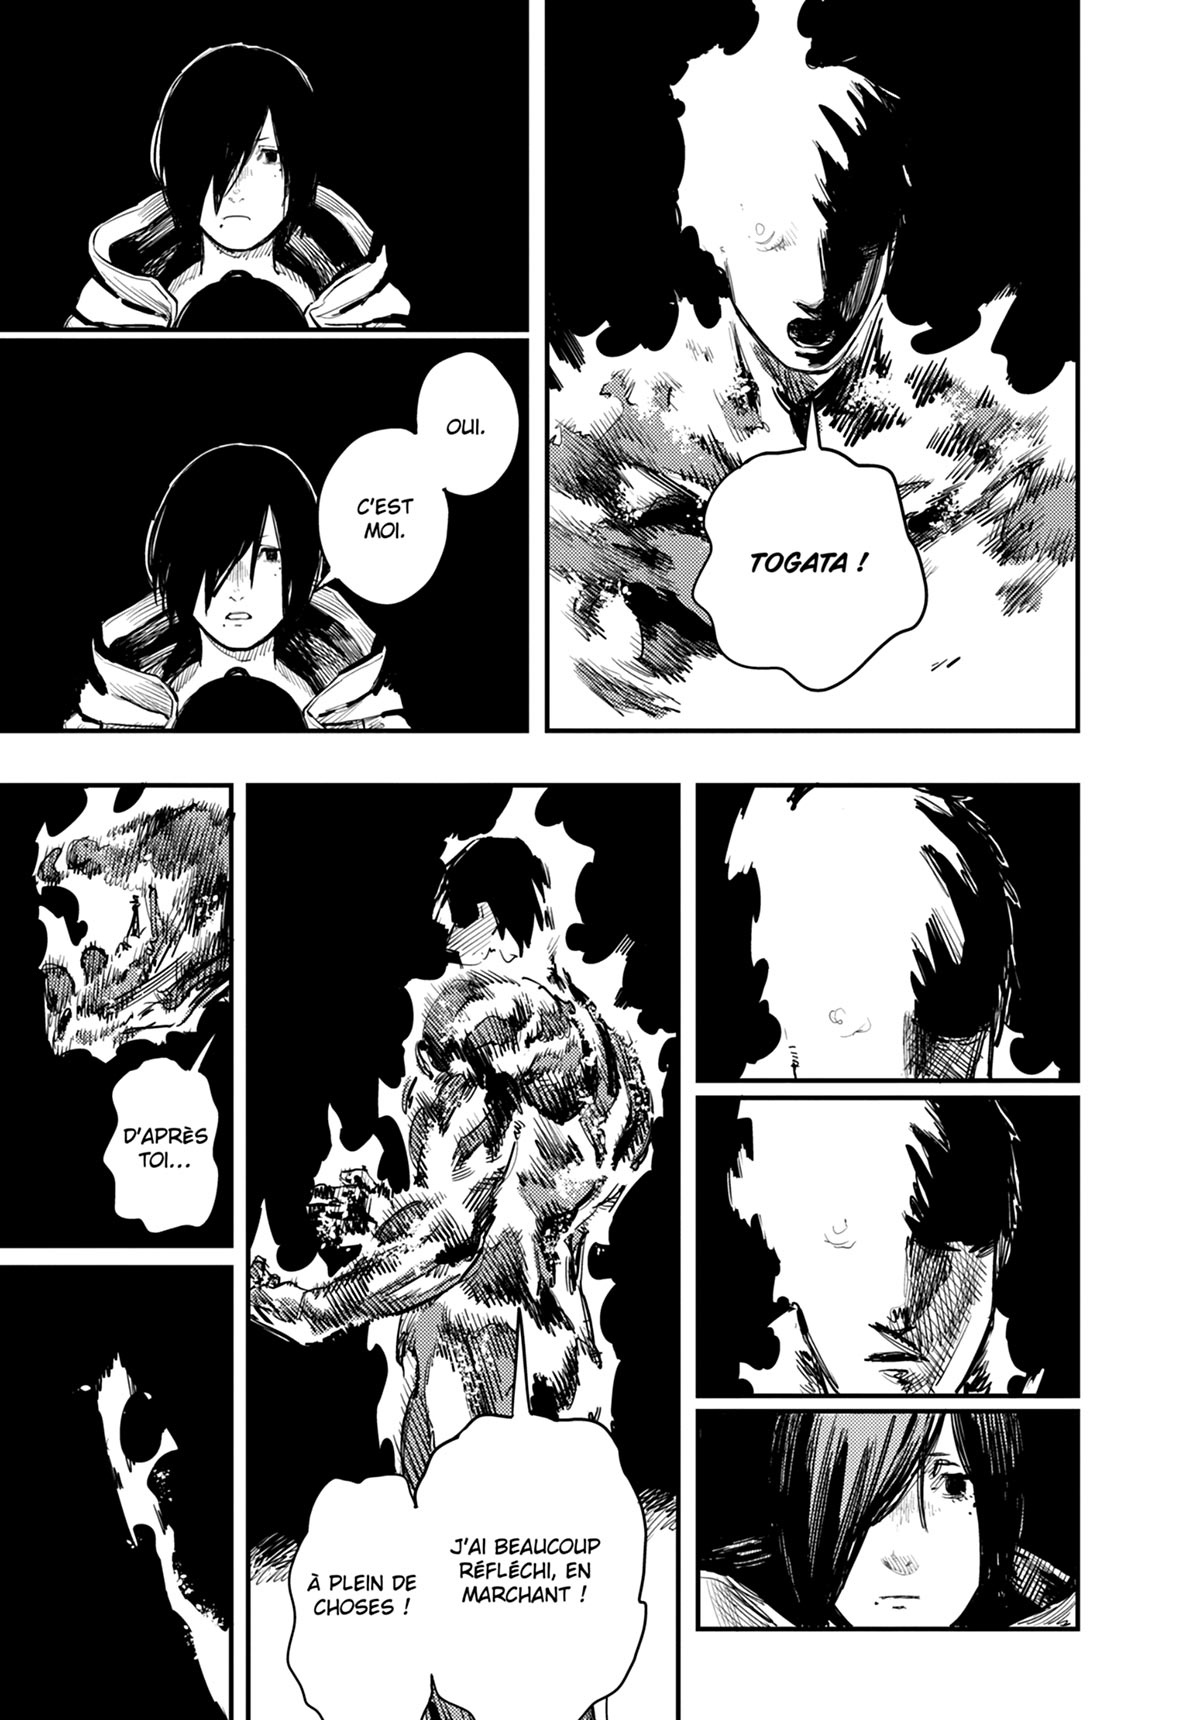 TOGATA !
OUI.
C'EST
MOI.
J'AI BEAUCOUP
RÉFLÉCHI, EN
MARCHANT !
À PLEIN DE
CHOSES !
D'APRÈS
TOI...